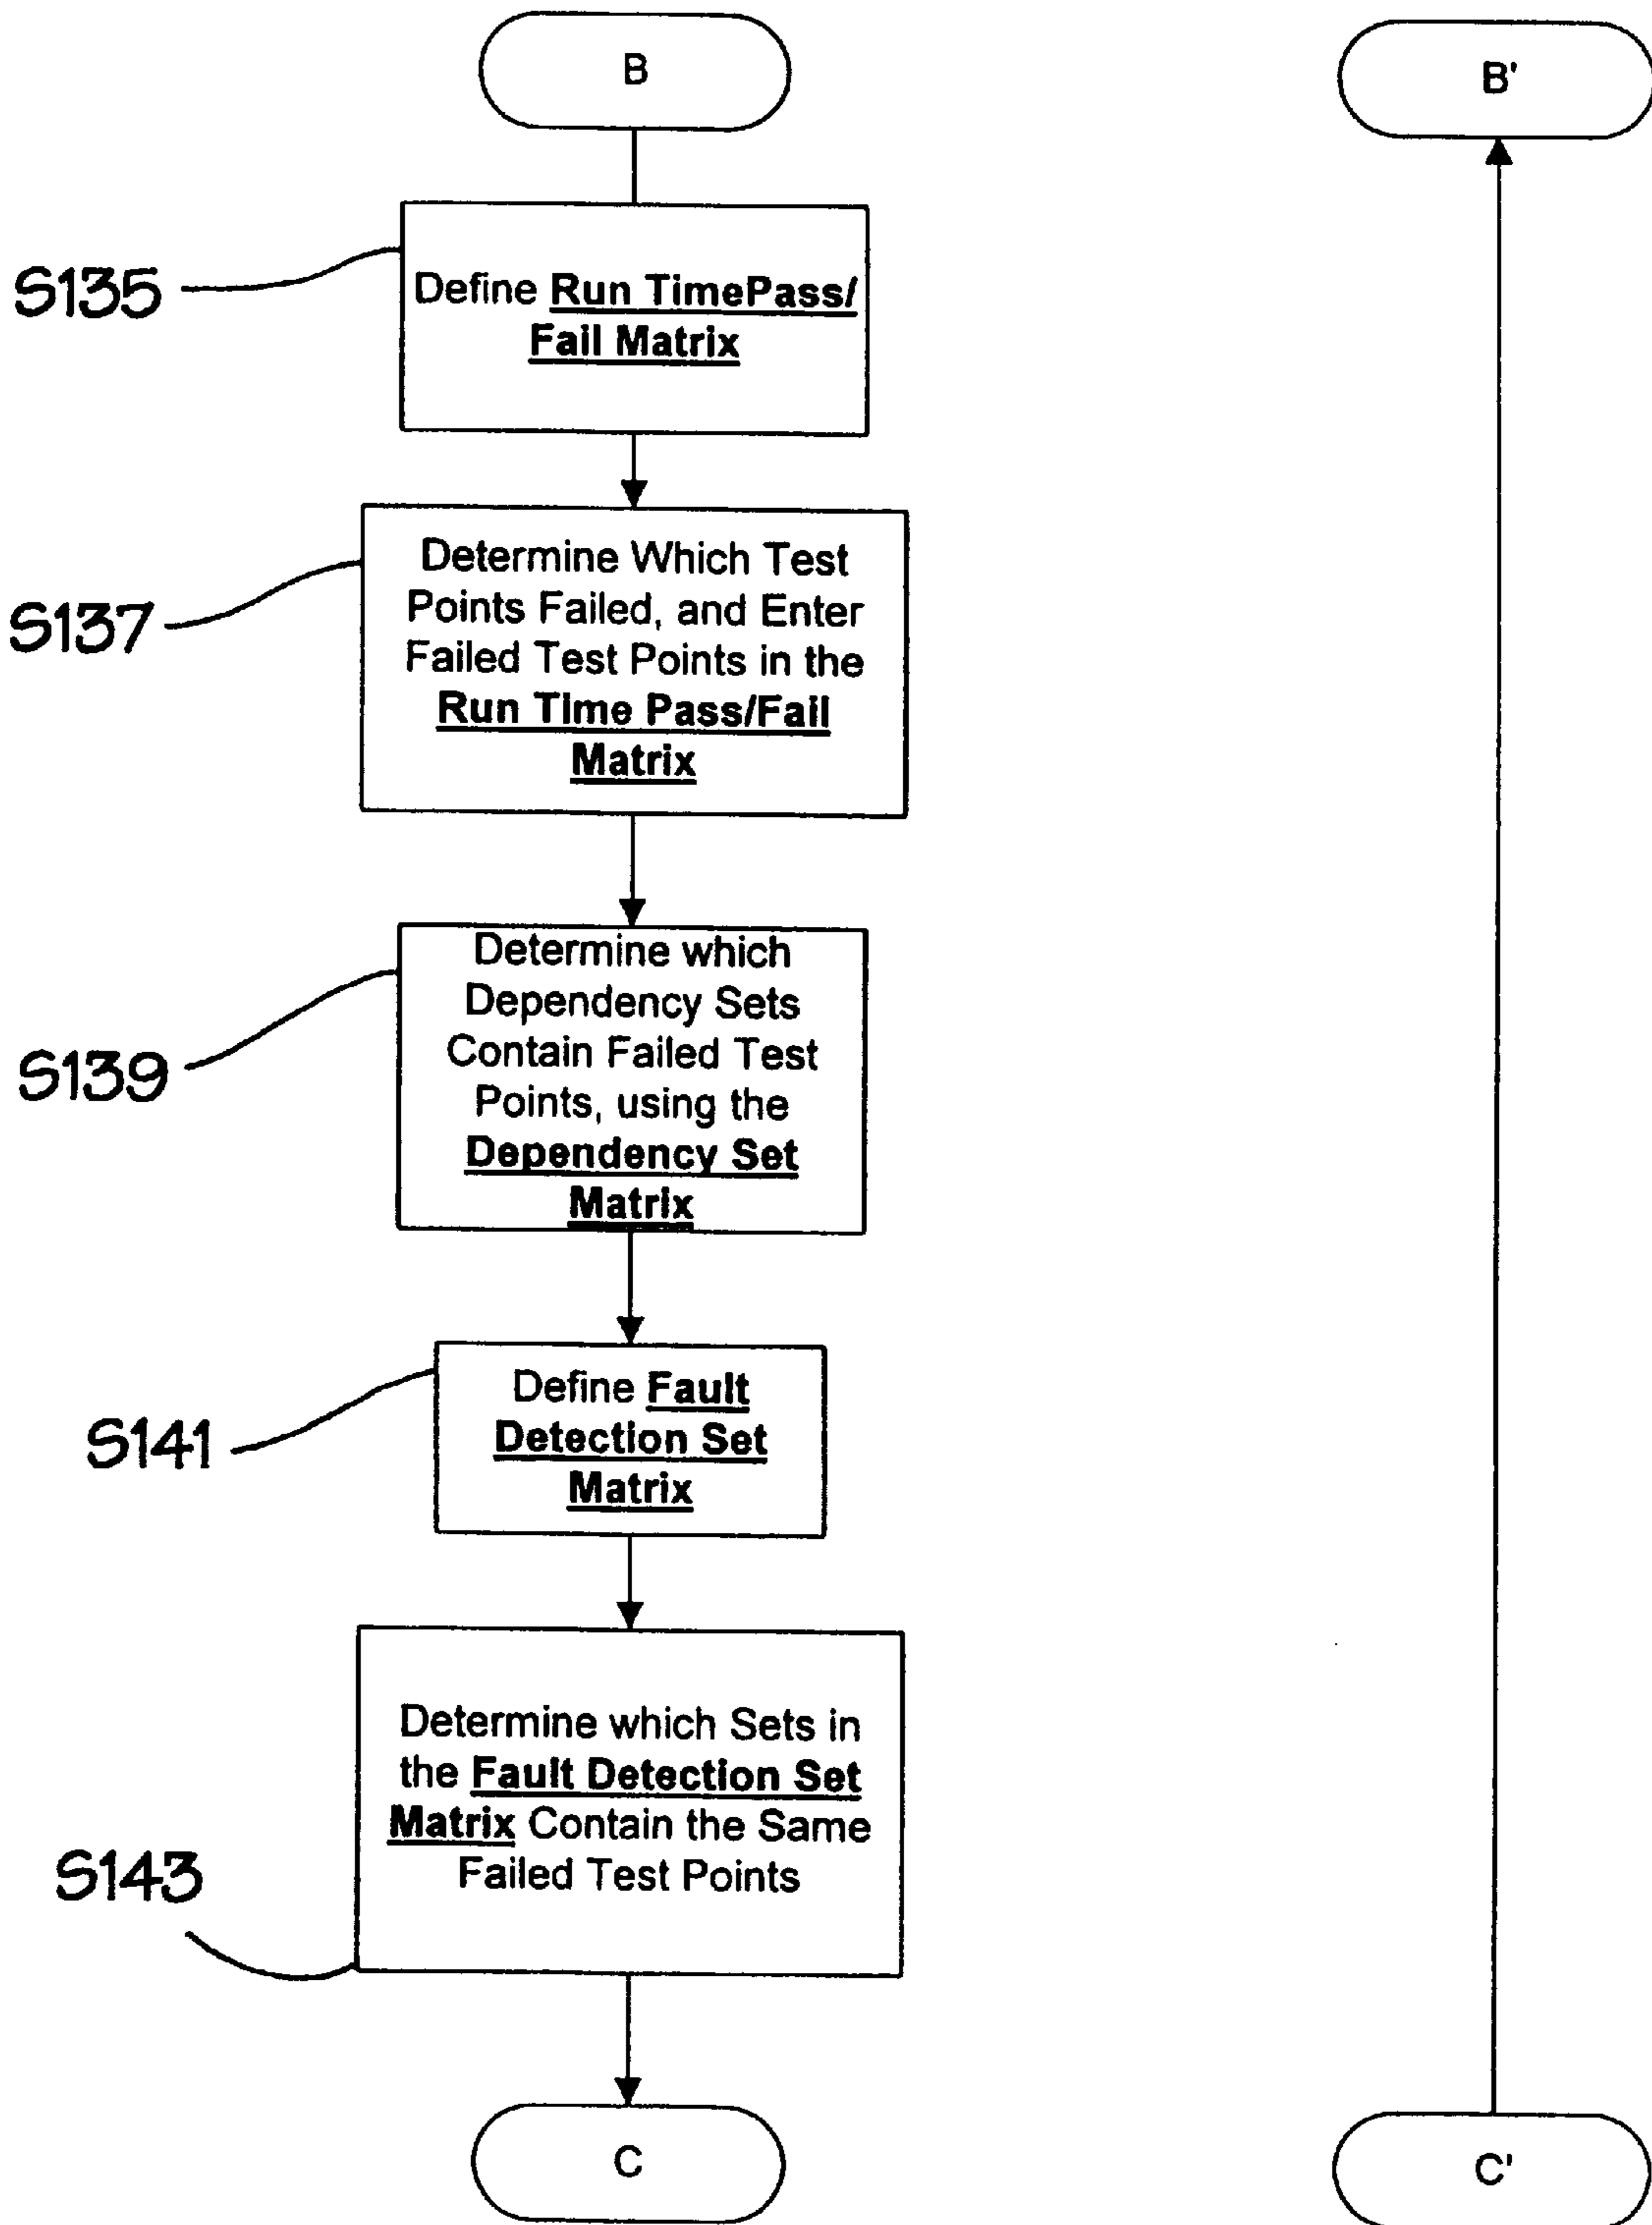 B
B'
S135
Define Run TimePass/
Fail Matrix
S137
Determine Which Test
Points Failed, and Enter
Failed Test Points in the
Run Time Pass/Fail
Matrix
S139
Determine which
Dependency Sets
Contain Failed Test
Points, using the
Dependency Set
Matrix
S141
Define Fault
Detection Set
Matrix
S143
Determine which Sets in
the Fault Detection Set
Matrix Contain the Same
Failed Test Points
C
C'